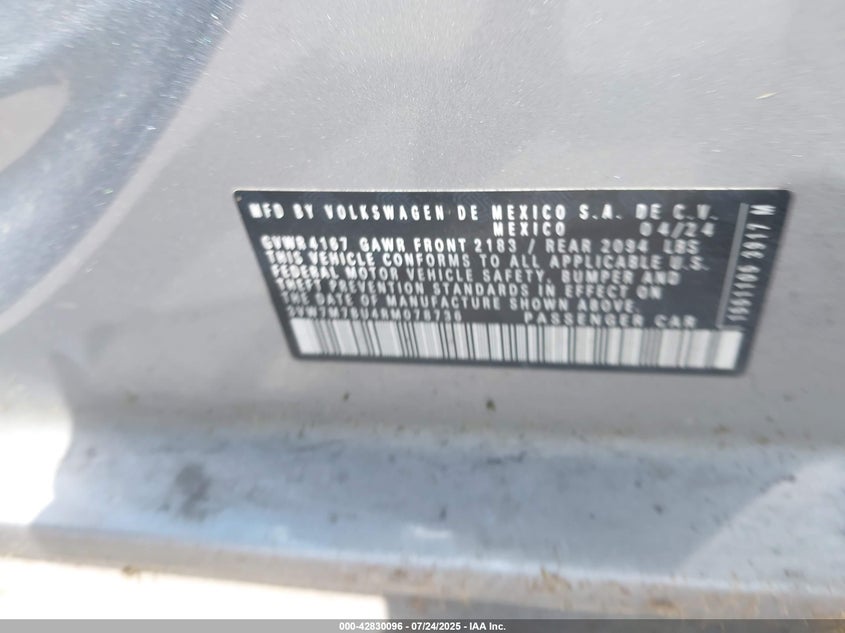 MFD BY VOLKSWAGEN DE MEXICO S.A. DE C.V.
MEXICO 04/24
GVWR 4187 GAWR FRONT 2183 / REAR 2094 LBS
THIS VEHICLE CONFORMS TO ALL APPLICABLE U.S.
FEDERAL MOTOR VEHICLE SAFETY, BUMPER AND
THEFT PREVENTION STANDARDS IN EFFECT ON
THE DATE OF MANUFACTURE SHOWN ABOVE.
3VW7M7BU4RM076736 PASSENGER CAR
000-42830096 - 07/24/2025 - IAA Inc.